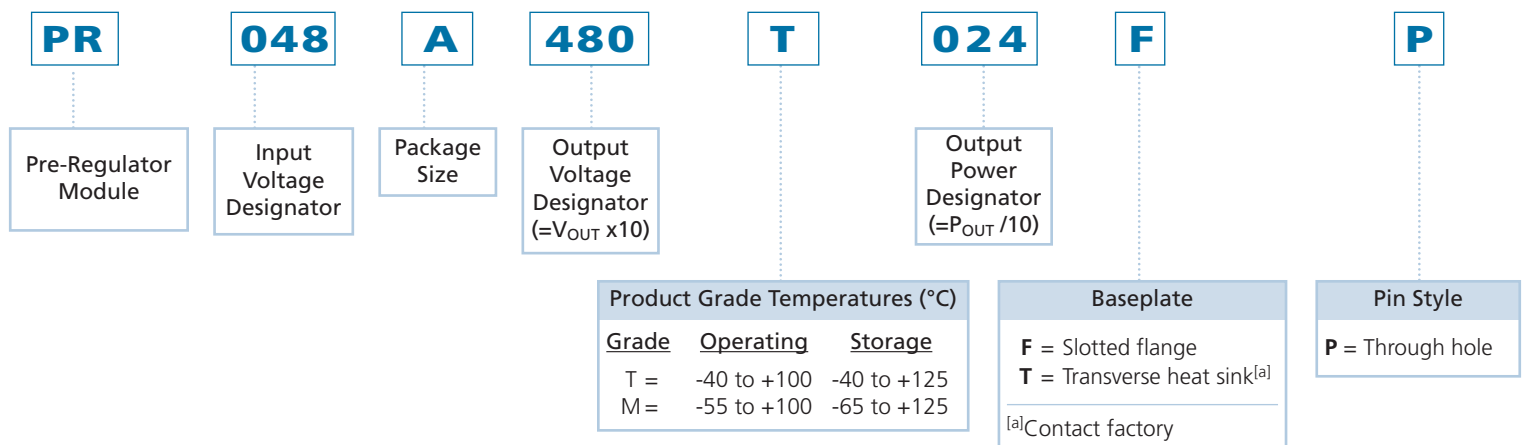 PR 048 A 480 T 024 F P
Pre-Regulator
Module
Input
Voltage
Designator
Package
Size
Output
Voltage
Designator
(=VOUT x10)
Output
Power
Designator
(=POUT /10)
Product Grade Temperatures (°C)
Grade Operating Storage
T = -40 to +100 -40 to +125
M = -55 to +100 -65 to +125
Baseplate
F = Slotted flange
T = Transverse heat sink[a]
[a]Contact factory
Pin Style
P = Through hole